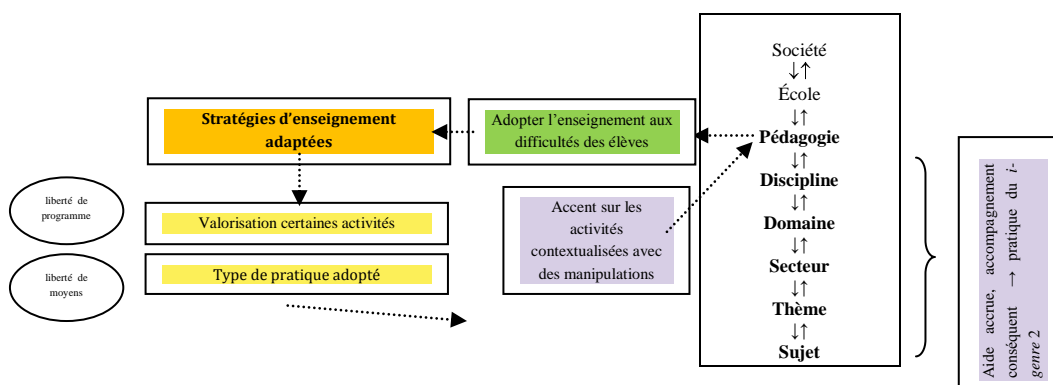 Société
↓↑
École
↓↑
Pédagogie
↓↑
Discipline
↓↑
Domaine
↓↑
Secteur
↓↑
Thème
↓↑
Sujet
Stratégies d'enseignement
adaptées
Adopter l'enseignement aux
difficultés des élèves
liberté de
programme
Valorisation certaines activités
liberté de
moyens
Type de pratique adopté
Accent sur les
activités
contextualisées avec
des manipulations
Aide accrue, accompagnement
conséquent → pratique du i-
genre 2